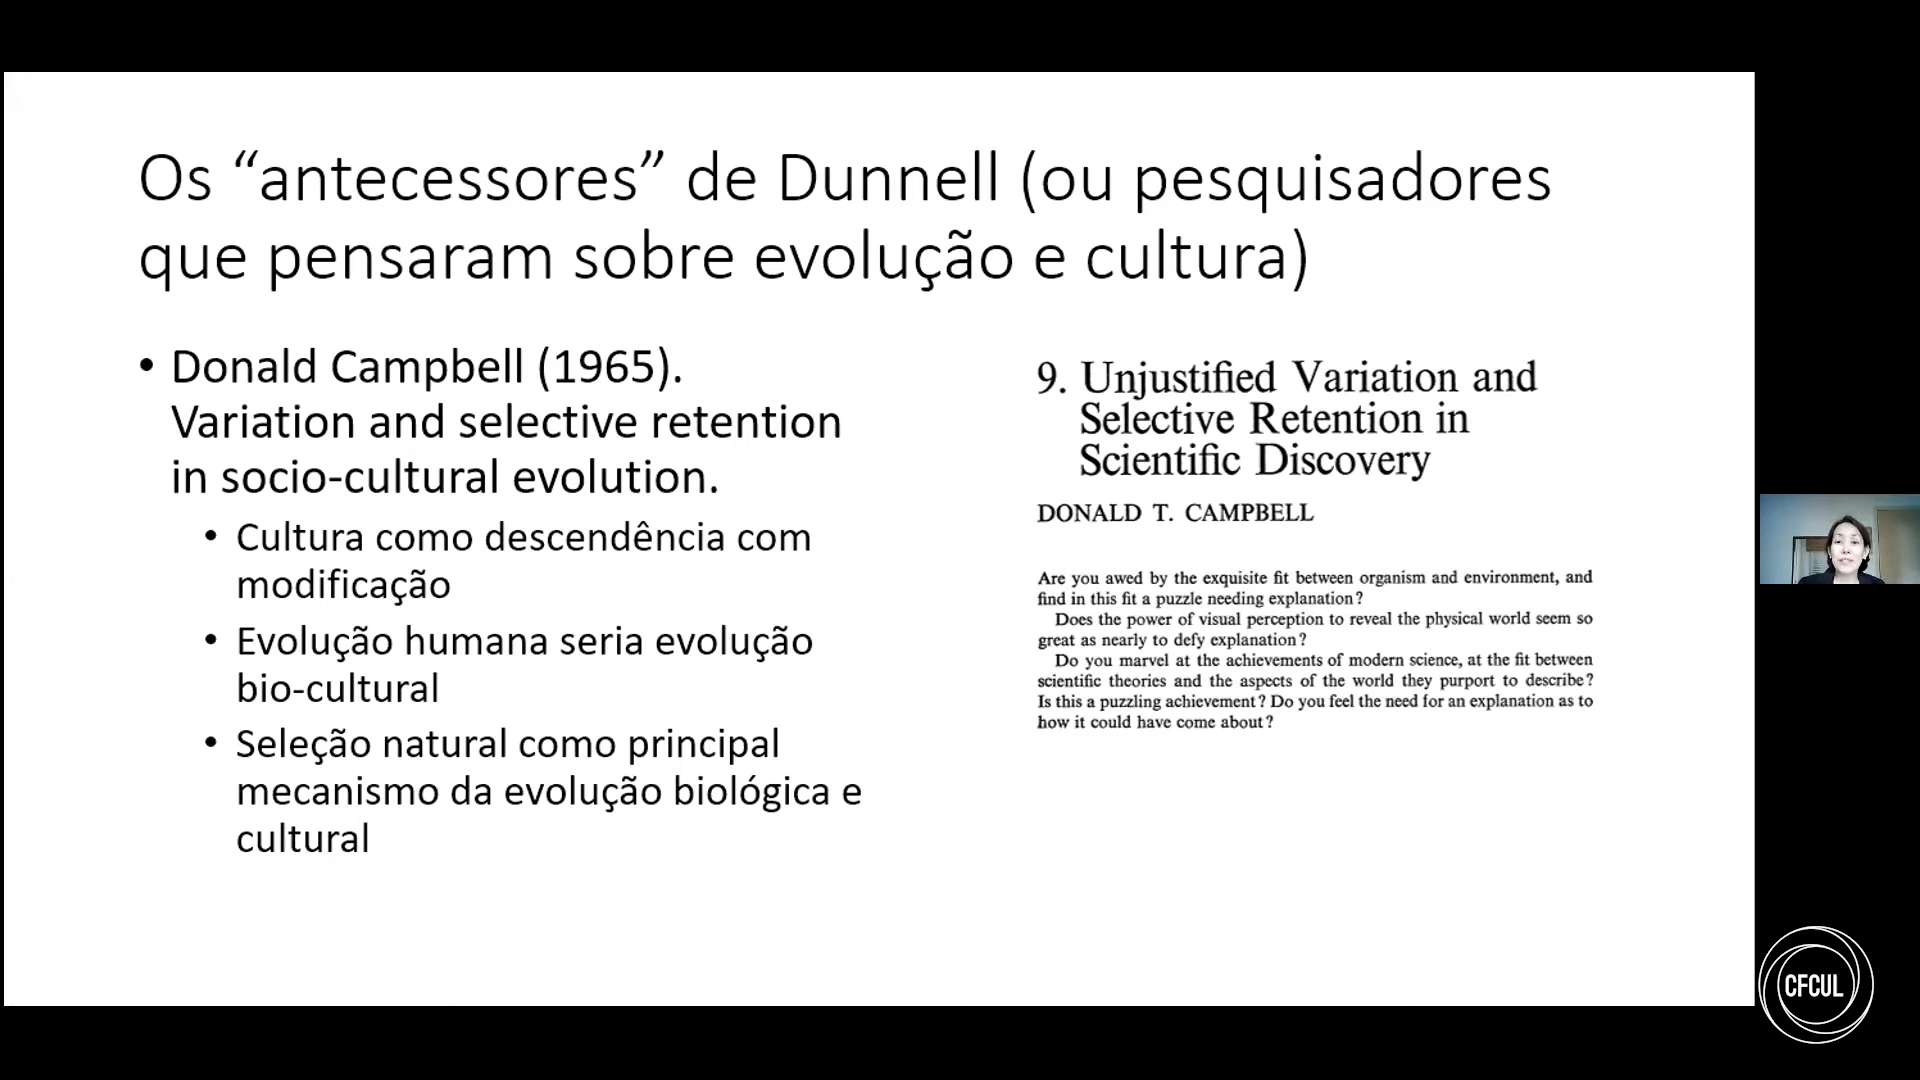 Os “antecessores” de Dunnell (ou pesquisadores
que pensaram sobre evolução e cultura)
• Donald Campbell (1965).
Variation and selective retention
in socio-cultural evolution.
• Cultura como descendência com
modificação
• Evolução humana seria evolução
bio-cultural
• Seleção natural como principal
mecanismo da evolução biológica e
cultural
9. Unjustified Variation and
Selective Retention in
Scientific Discovery
DONALD T. CAMPBELL
Are you awed by the exquisite fit between organism and environment, and
find in this fit a puzzle needing explanation?
Does the power of visual perception to reveal the physical world seem so
great as nearly to defy explanation?
Do you marvel at the achievements of modern science, at the fit between
scientific theories and the aspects of the world they purport to describe?
Is this a puzzling achievement? Do you feel the need for an explanation as to
how it could have come about?
CFCUL